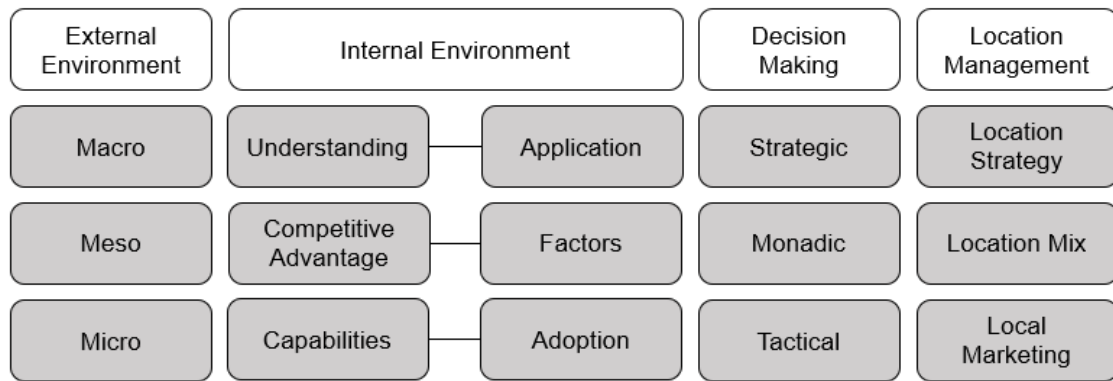 External
Environment
Internal Environment
Decision
Making
Location
Management
Macro
Understanding
Application
Strategic
Location
Strategy
Meso
Competitive
Advantage
Factors
Monadic
Location Mix
Micro
Capabilities
Adoption
Tactical
Local
Marketing